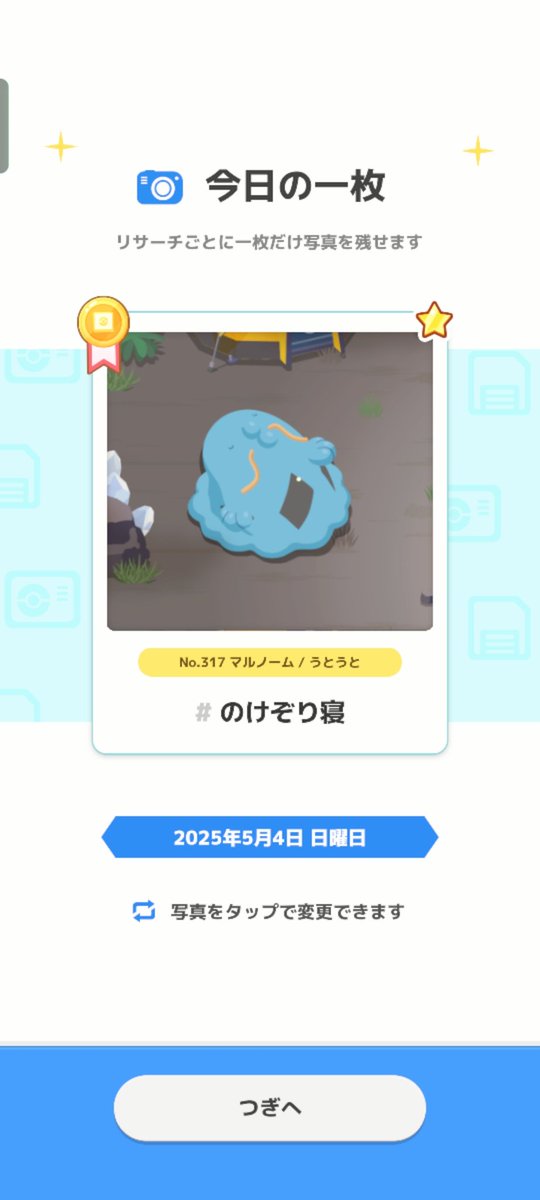 今日の一枚
リサーチごとに一枚だけ写真を残せます
No.317 マルノーム / うとうと
# のけぞり寝
2025年5月4日 日曜日
写真をタップで変更できます
つぎへ